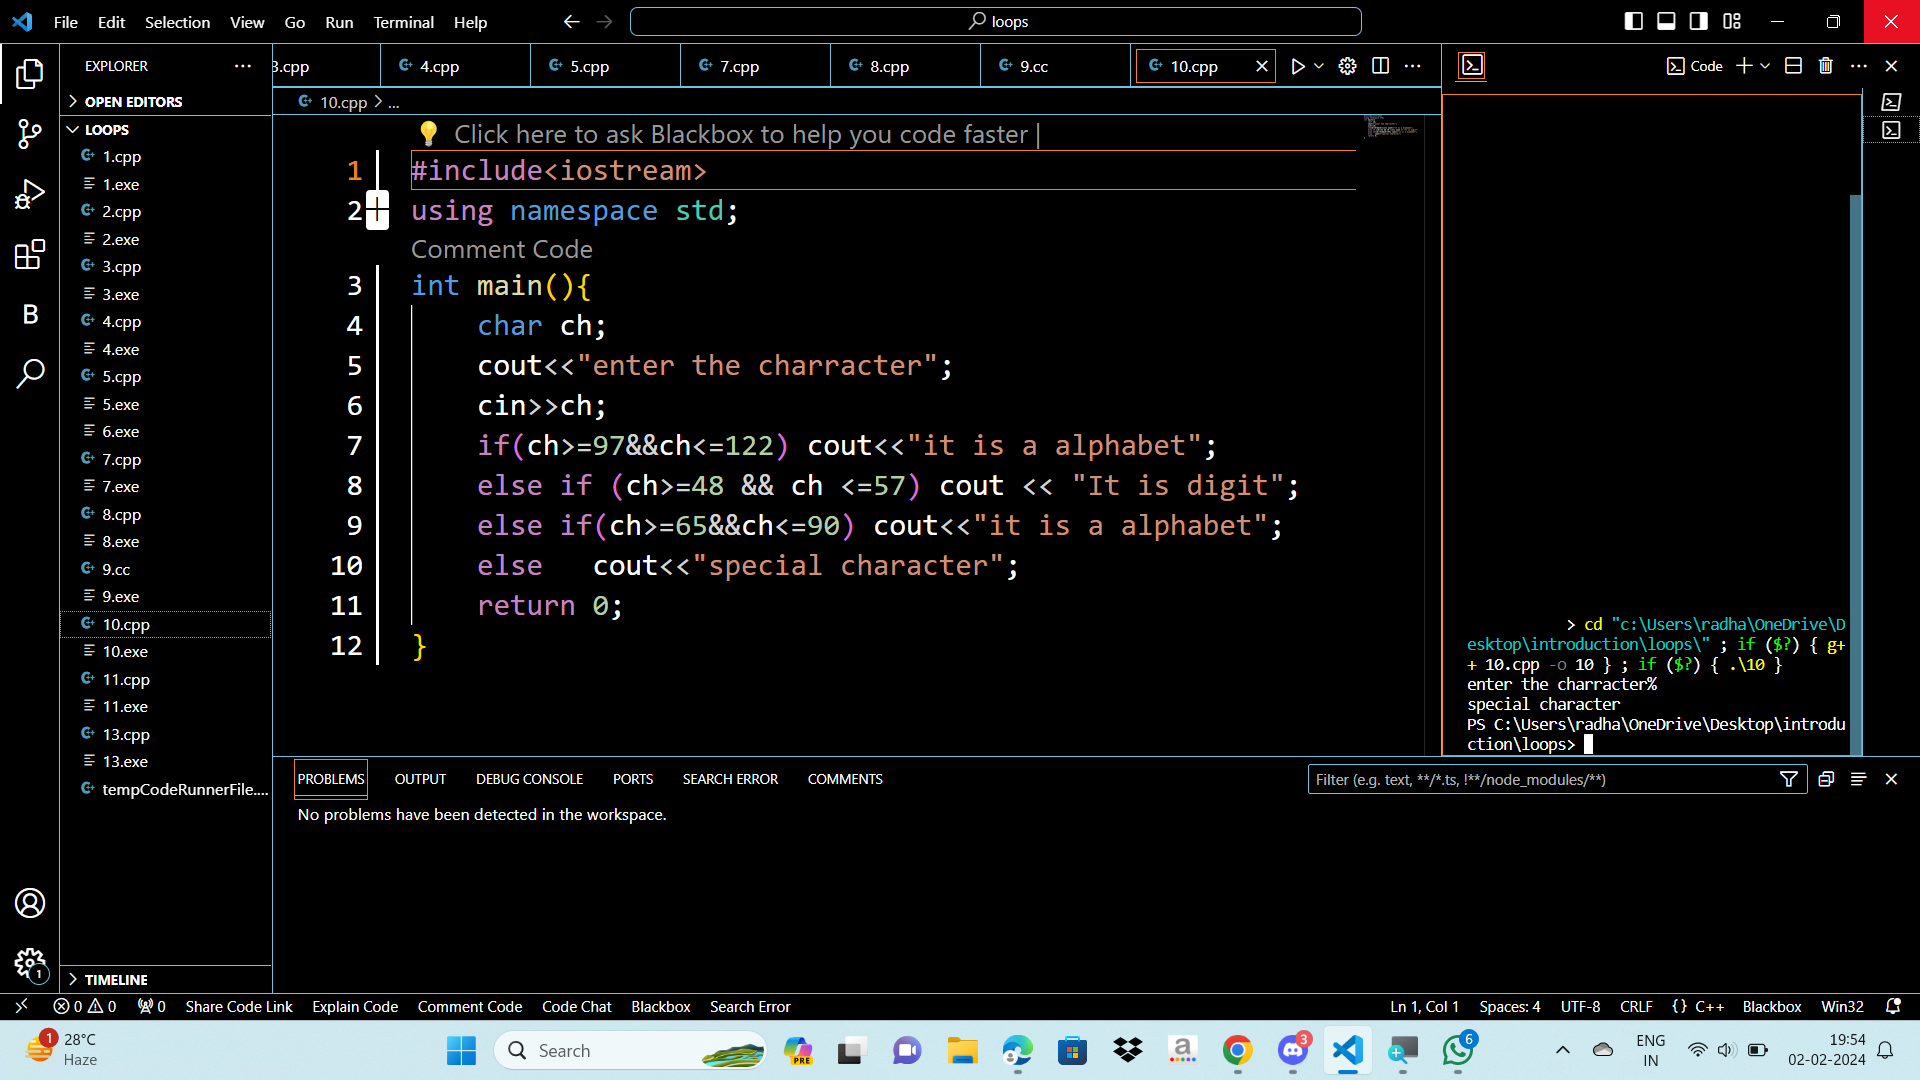 File Edit Selection View Go Run Terminal Help
loops
EXPLORER
OPEN EDITORS
LOOPS
1.cpp
1.exe
2.cpp
2.exe
3.cpp
3.exe
4.cpp
4.exe
5.cpp
5.exe
6.exe
7.cpp
7.exe
8.cpp
8.exe
9.cc
9.exe
10.cpp
10.exe
11.cpp
11.exe
13.cpp
13.exe
tempCodeRunnerFile....
TIMELINE
3.cpp 4.cpp 5.cpp 7.cpp 8.cpp 9.cc 10.cpp
10.cpp > ...
Click here to ask Blackbox to help you code faster |
1 #include<iostream>
2 using namespace std;
Comment Code
3 int main(){
4 char ch;
5 cout<<"enter the charracter";
6 cin>>ch;
7 if(ch>=97&&ch<=122) cout<<"it is a alphabet";
8 else if (ch>=48 && ch <=57) cout << "It is digit";
9 else if(ch>=65&&ch<=90) cout<<"it is a alphabet";
10 else cout<<"special character";
11 return 0;
12 }
Code
> cd "c:\Users\radha\OneDrive\D
esktop\introduction\loops\" ; if ($?) { g+
+ 10.cpp -o 10 } ; if ($?) { .\10 }
enter the charracter%
special character
PS C:\Users\radha\OneDrive\Desktop\introdu
ction\loops>
PROBLEMS OUTPUT DEBUG CONSOLE PORTS SEARCH ERROR COMMENTS
Filter (e.g. text, **/*.ts, !**/node_modules/**)
No problems have been detected in the workspace.
B
1
0 0 0 Share Code Link Explain Code Comment Code Code Chat Blackbox Search Error
Ln 1, Col 1 Spaces: 4 UTF-8 CRLF {} C++ Blackbox Win32
1
28°C
Haze
Search
PRE
a
3
6
ENG
IN
19:54
02-02-2024